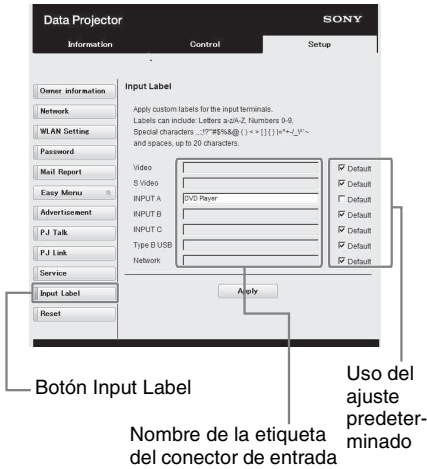 Data Projector
SONY
Information
Control
Setup
Owner information
Network
WLAN Setting
Password
Mail Report
Easy Menu
Advertisement
PJ Talk
PJ Link
Service
Input Label
Reset
Input Label
Apply custom labels for the input terminals.
Labels can include: Letters a-z/A-Z, Numbers 0-9,
Special characters .,:;!?'"#$%&@ ( ) < > [ ] { } |=*+-/_\^`~
and spaces, up to 20 characters.
Video Default
S Video Default
INPUT A DVD Player Default
INPUT B Default
INPUT C Default
Type B USB Default
Network Default
Apply
Botón Input Label
Nombre de la etiqueta
del conector de entrada
Uso del
ajuste
predeter-
minado